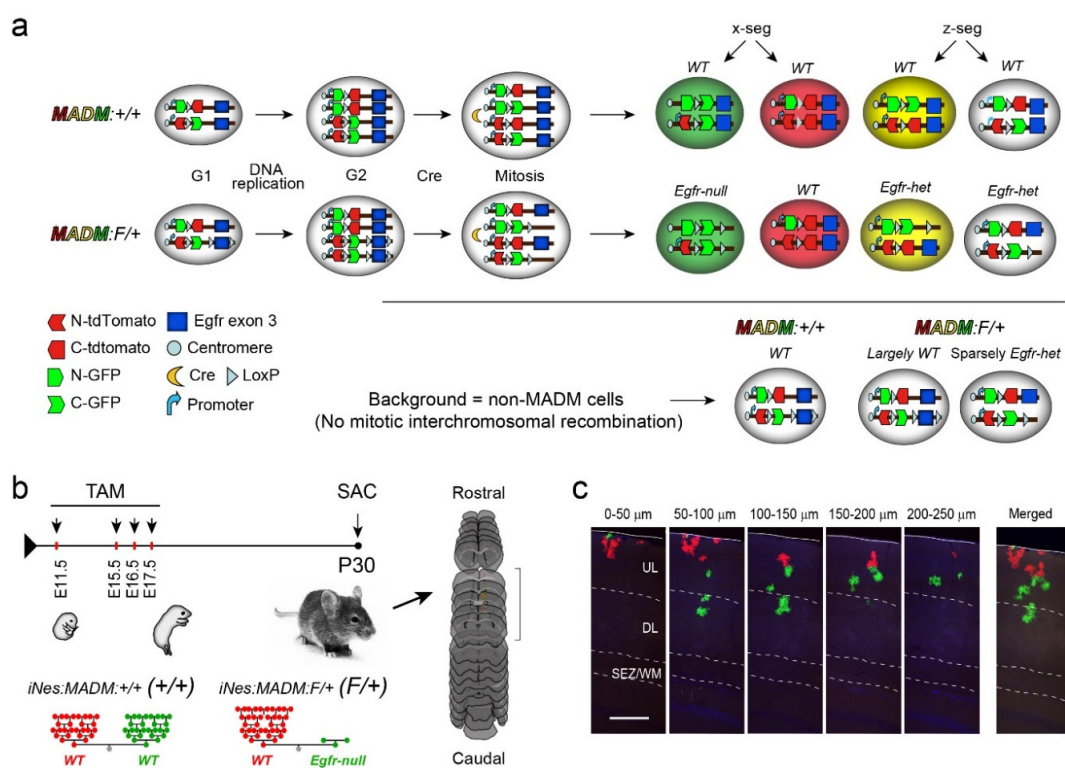 a
x-seg z-seg
WT WT WT WT
MADM:+/+
G1 DNA replication G2 Cre Mitosis
Egfr-null WT Egfr-het Egfr-het
MADM:F/+
N-tdTomato Egfr exon 3
C-tdtomato Centromere
N-GFP Cre LoxP
C-GFP Promoter
MADM:+/+ MADM:F/+
WT Largely WT Sparsely Egfr-het
Background = non-MADM cells
(No mitotic interchromosomal recombination)
b
TAM SAC
E11.5 E15.5 E16.5 E17.5 P30
iNes:MADM:+/+ (+/+) iNes:MADM:F/+ (F/+)
WT WT WT Egfr-null
Rostral
Caudal
c
0-50 μm 50-100 μm 100-150 μm 150-200 μm 200-250 μm Merged
UL
DL
SEZ/WM